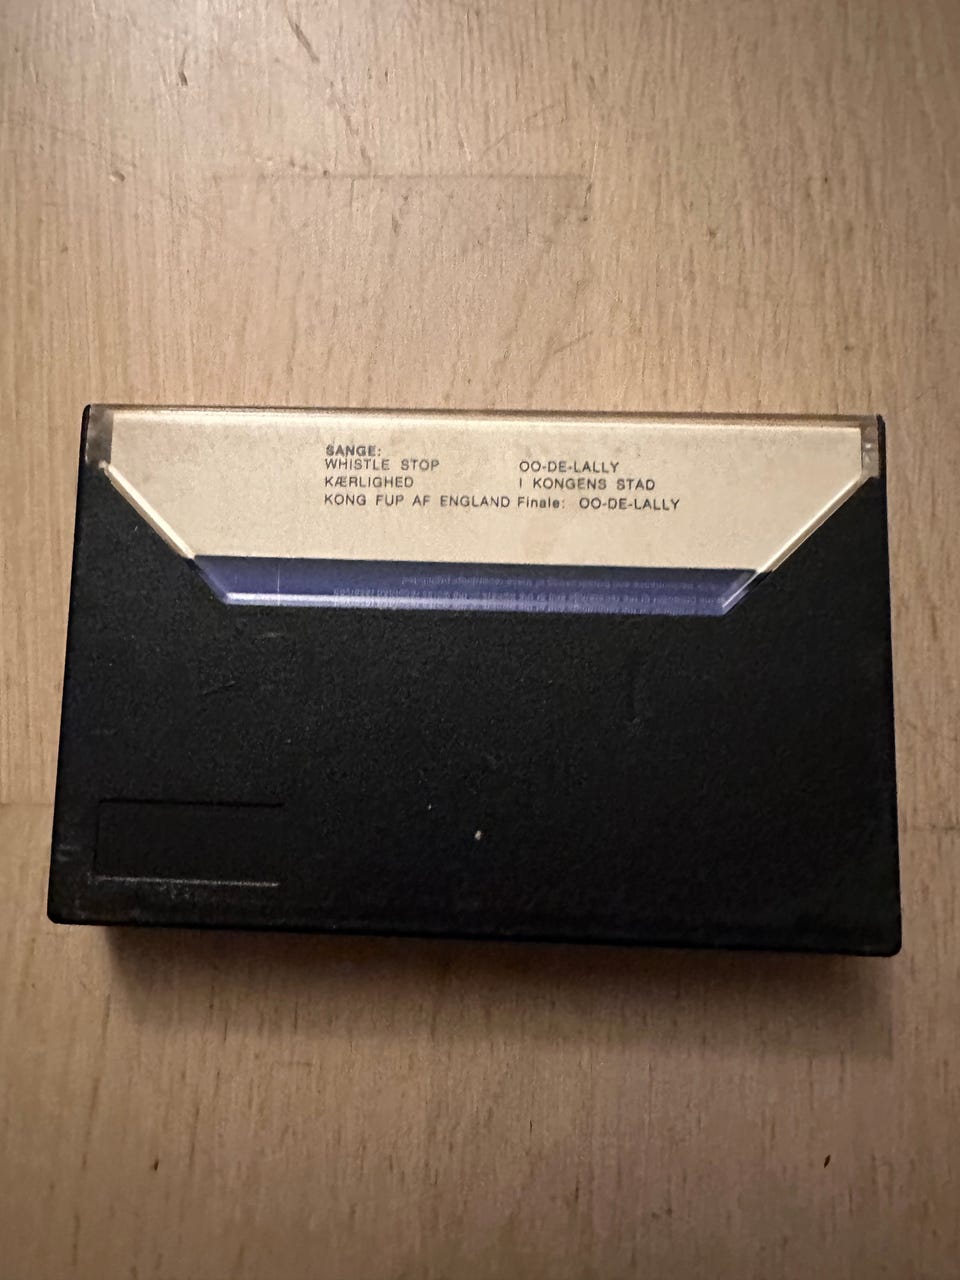 SANGE:
WHISTLE STOP OO-DE-LALLY
KÆRLIGHED I KONGENS STAD
KONG FUP AF ENGLAND Finale: OO-DE-LALLY